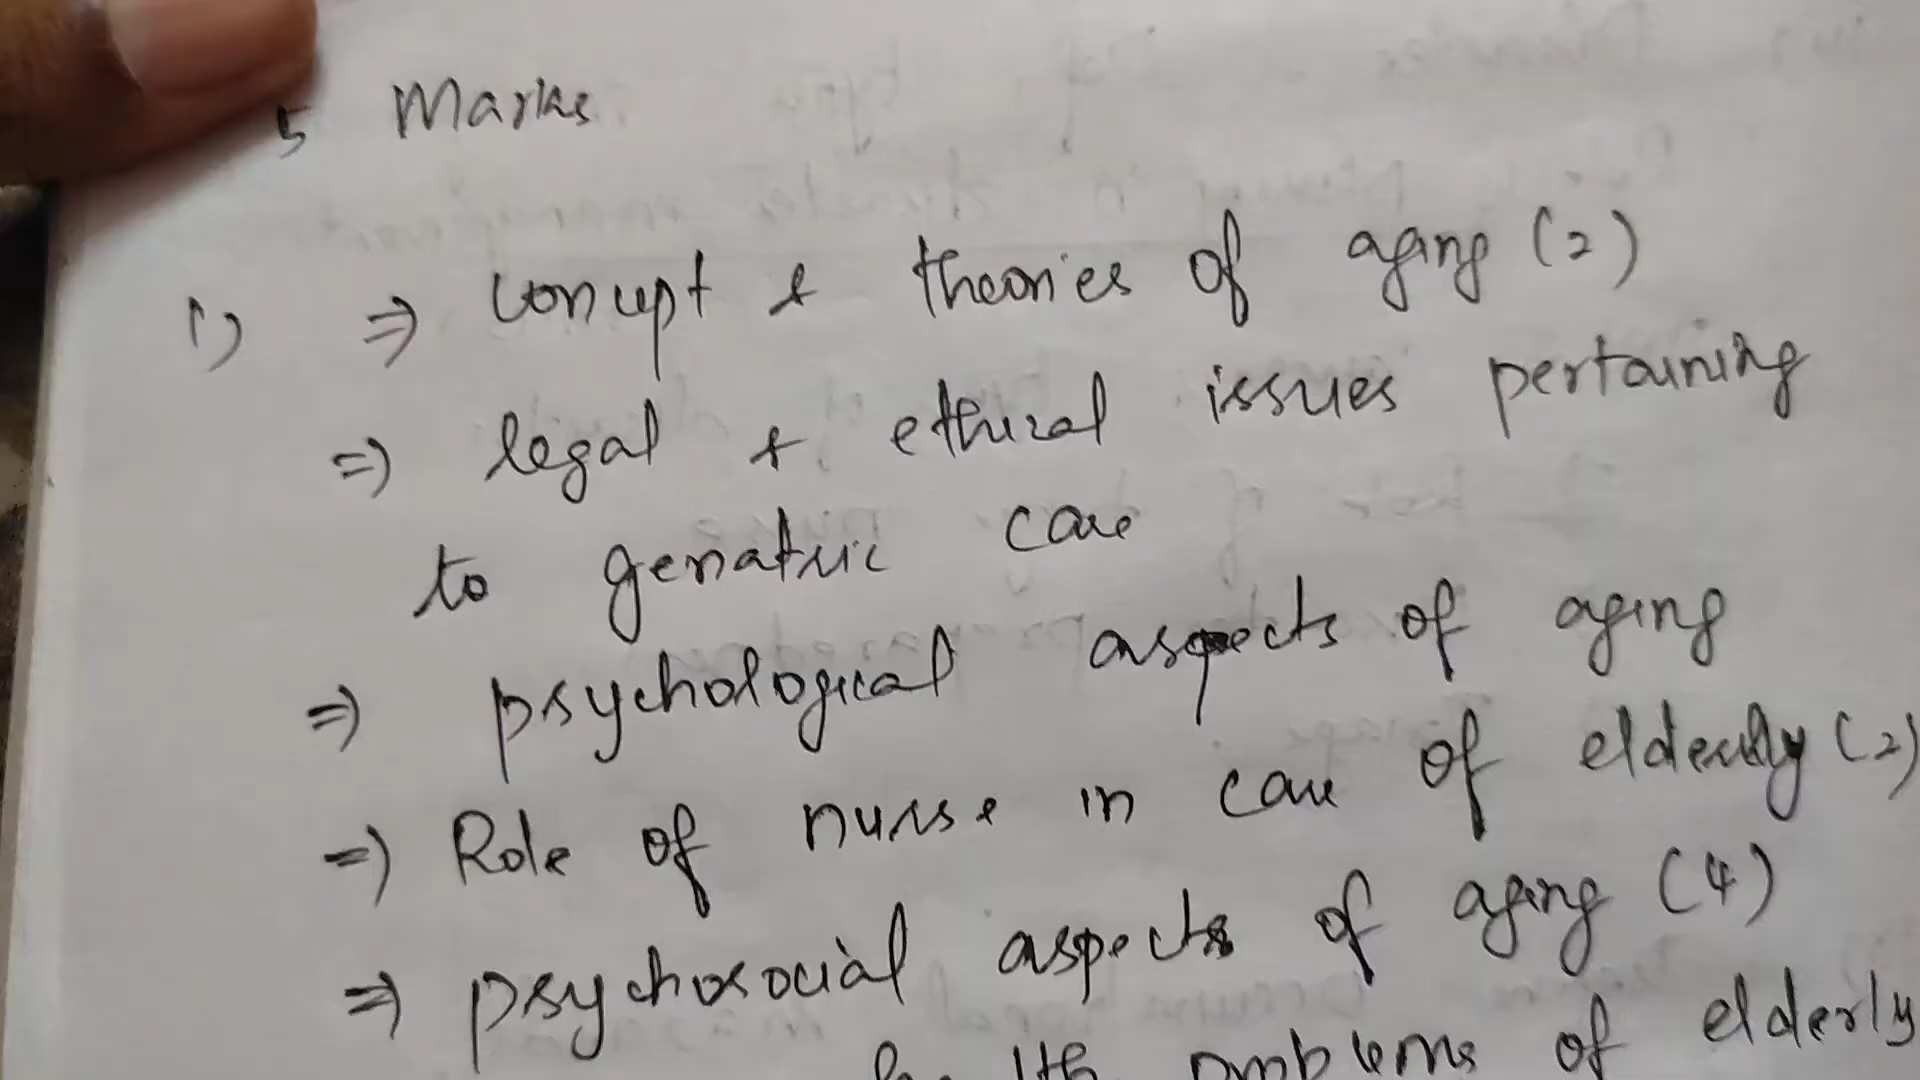 5 Marks
1) ⇒ concept & theories of aging (2)
⇒ legal & ethical issues pertaining
to geriatric care
⇒ psychological aspects of aging
⇒ Role of nurse in care of elderly (2)
⇒ psychosocial aspects of aging (4)
health problems of elderly